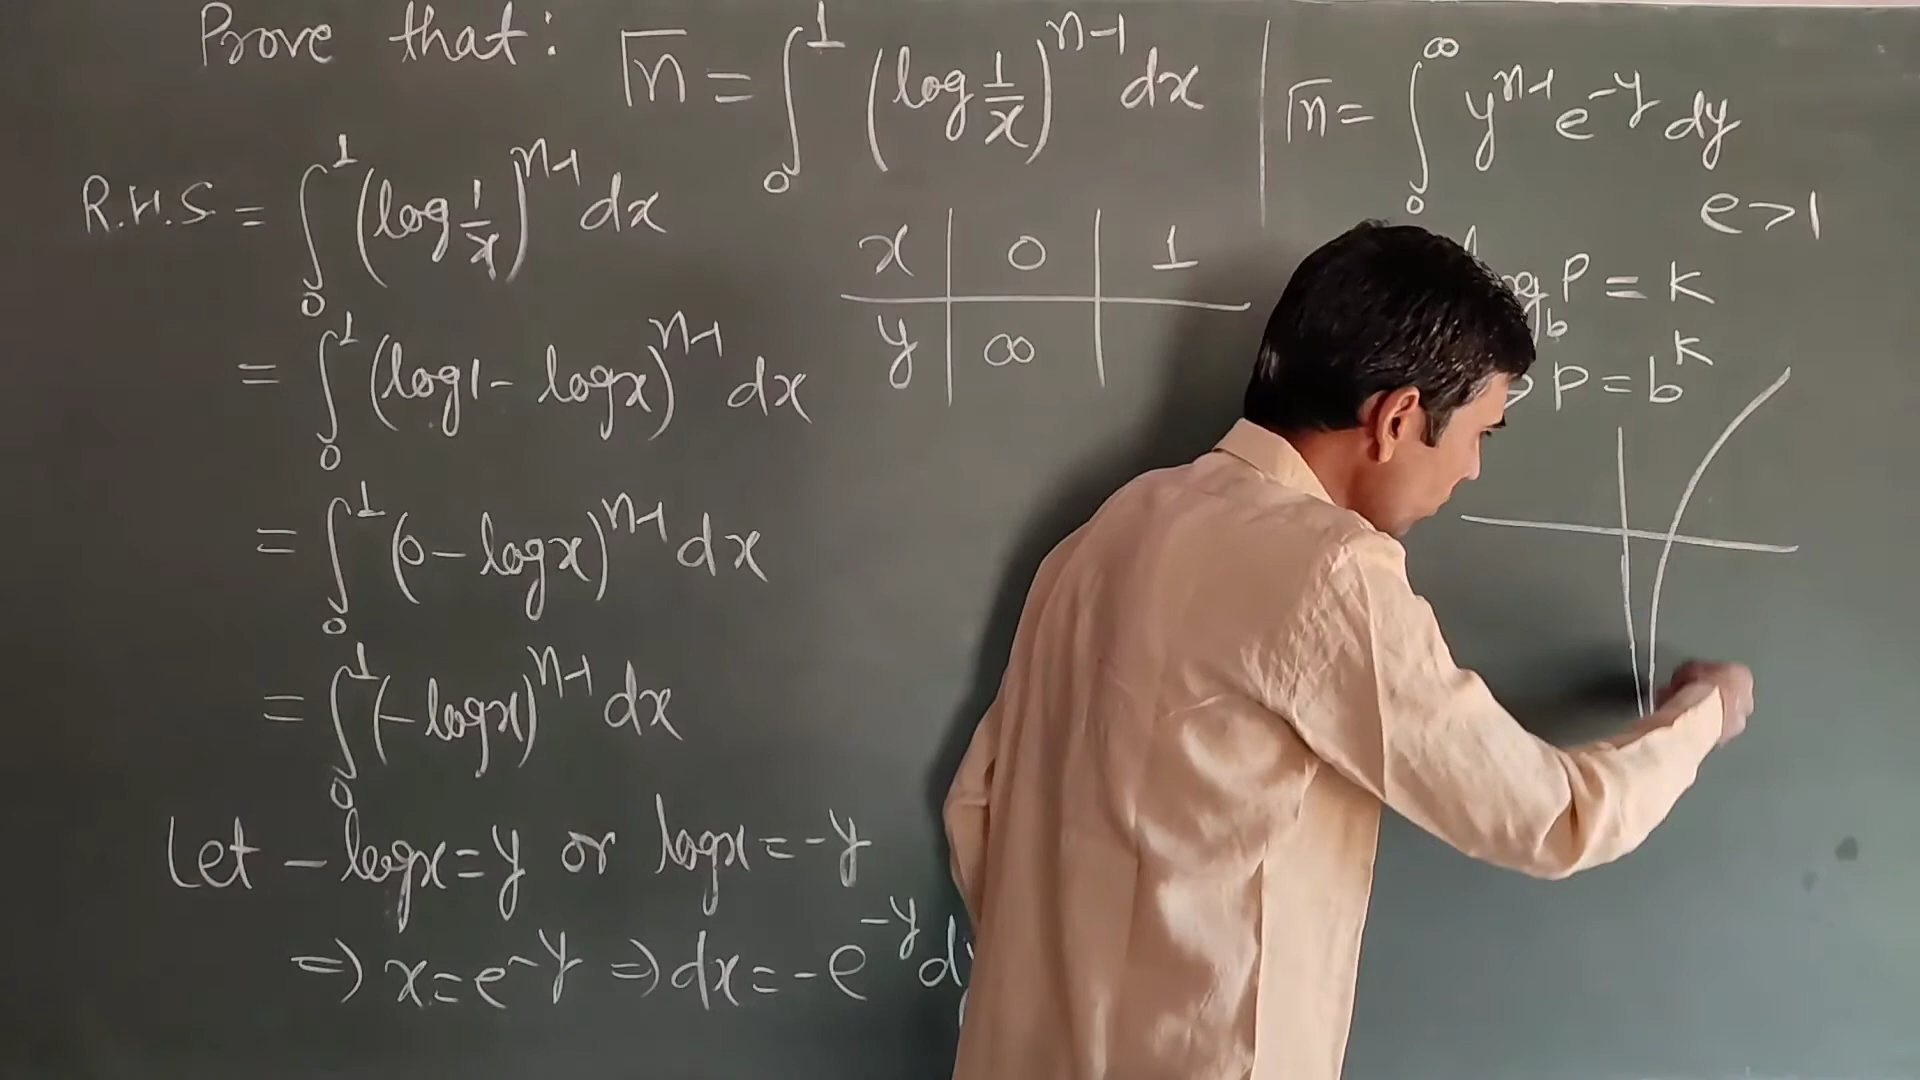 Prove that: Γn = ∫₀¹ (log 1/x)ⁿ⁻¹ dx
R.H.S = ∫₀¹ (log 1/x)ⁿ⁻¹ dx
= ∫₀¹ (log1 - logx)ⁿ⁻¹ dx
= ∫₀¹ (0 - logx)ⁿ⁻¹ dx
= ∫₀¹ (-logx)ⁿ⁻¹ dx
Let -logx = y or logx = -y
⇒ x = e^-y ⇒ dx = -e^-y d
x | 0 | 1
y | ∞ |
Γn = ∫₀^∞ yⁿ⁻¹ e^-y dy
e > 1
P = K
b
P = b^K